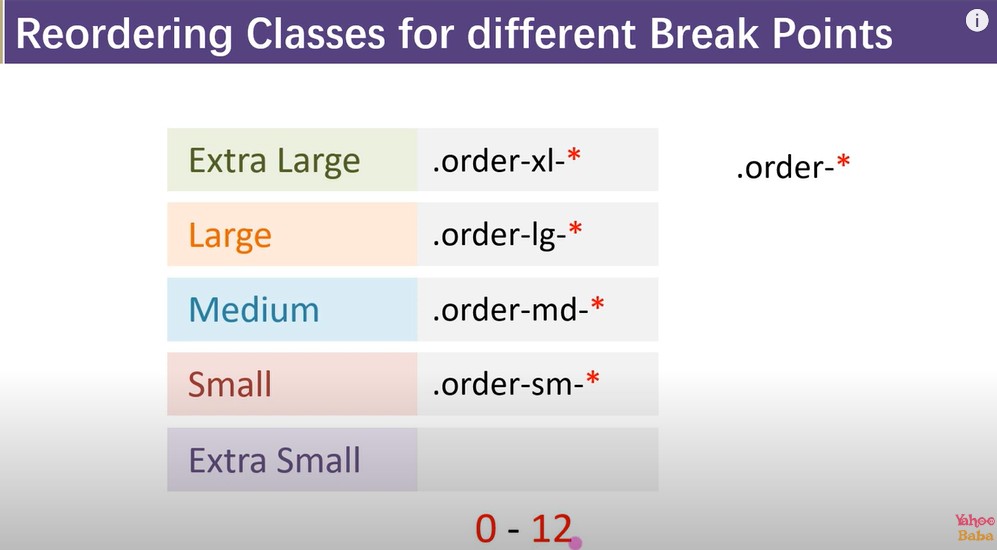 Reordering Classes for different Break Points
i
Extra Large .order-xl-* .order-*
Large .order-lg-*
Medium .order-md-*
Small .order-sm-*
Extra Small
0 - 12
Yahoo
Baba